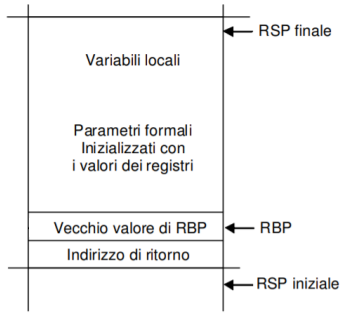 RSP finale
Variabili locali
Parametri formali
Inizializzati con
i valori dei registri
Vecchio valore di RBP
RBP
Indirizzo di ritorno
RSP iniziale